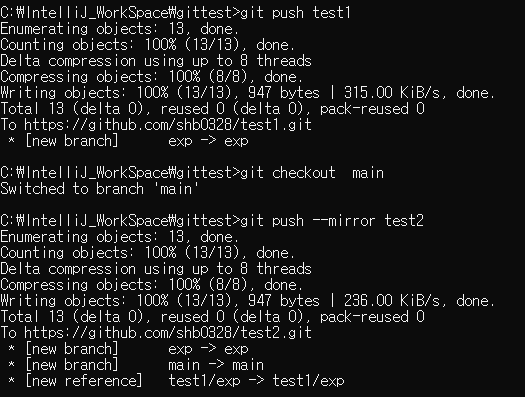 C:₩IntelliJ_WorkSpace₩gittest>git push test1
Enumerating objects: 13, done.
Counting objects: 100% (13/13), done.
Delta compression using up to 8 threads
Compressing objects: 100% (8/8), done.
Writing objects: 100% (13/13), 947 bytes | 315.00 KiB/s, done.
Total 13 (delta 0), reused 0 (delta 0), pack-reused 0
To https://github.com/shb0328/test1.git
 * [new branch]      exp -> exp

C:₩IntelliJ_WorkSpace₩gittest>git checkout  main
Switched to branch 'main'

C:₩IntelliJ_WorkSpace₩gittest>git push --mirror test2
Enumerating objects: 13, done.
Counting objects: 100% (13/13), done.
Delta compression using up to 8 threads
Compressing objects: 100% (8/8), done.
Writing objects: 100% (13/13), 947 bytes | 236.00 KiB/s, done.
Total 13 (delta 0), reused 0 (delta 0), pack-reused 0
To https://github.com/shb0328/test2.git
 * [new branch]      exp -> exp
 * [new branch]      main -> main
 * [new reference]   test1/exp -> test1/exp